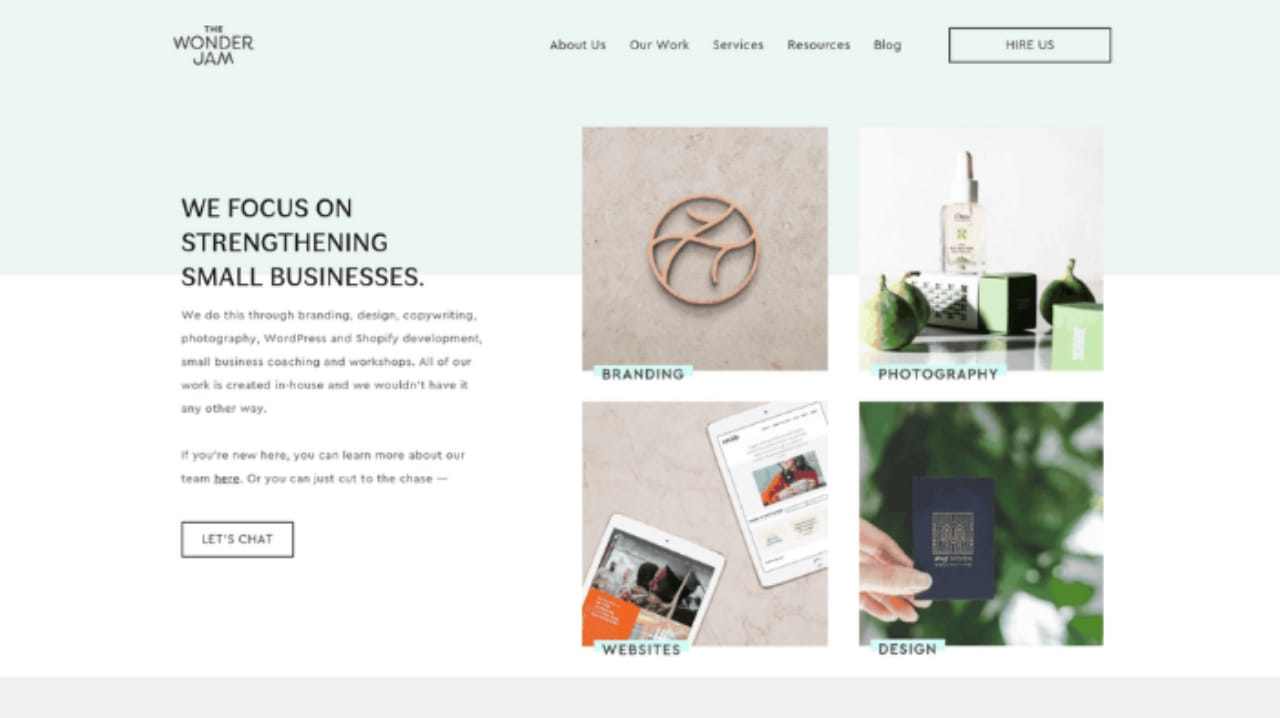 THE
WONDER
JAM
About Us Our Work Services Resources Blog HIRE US
WE FOCUS ON
STRENGTHENING
SMALL BUSINESSES.
We do this through branding, design, copywriting,
photography, WordPress and Shopify development,
small business coaching and workshops. All of our
work is created in-house and we wouldn't have it
any other way.
If you're new here, you can learn more about our
team here. Or you can just cut to the chase —
LET'S CHAT
BRANDING
PHOTOGRAPHY
WEBSITES
DESIGN